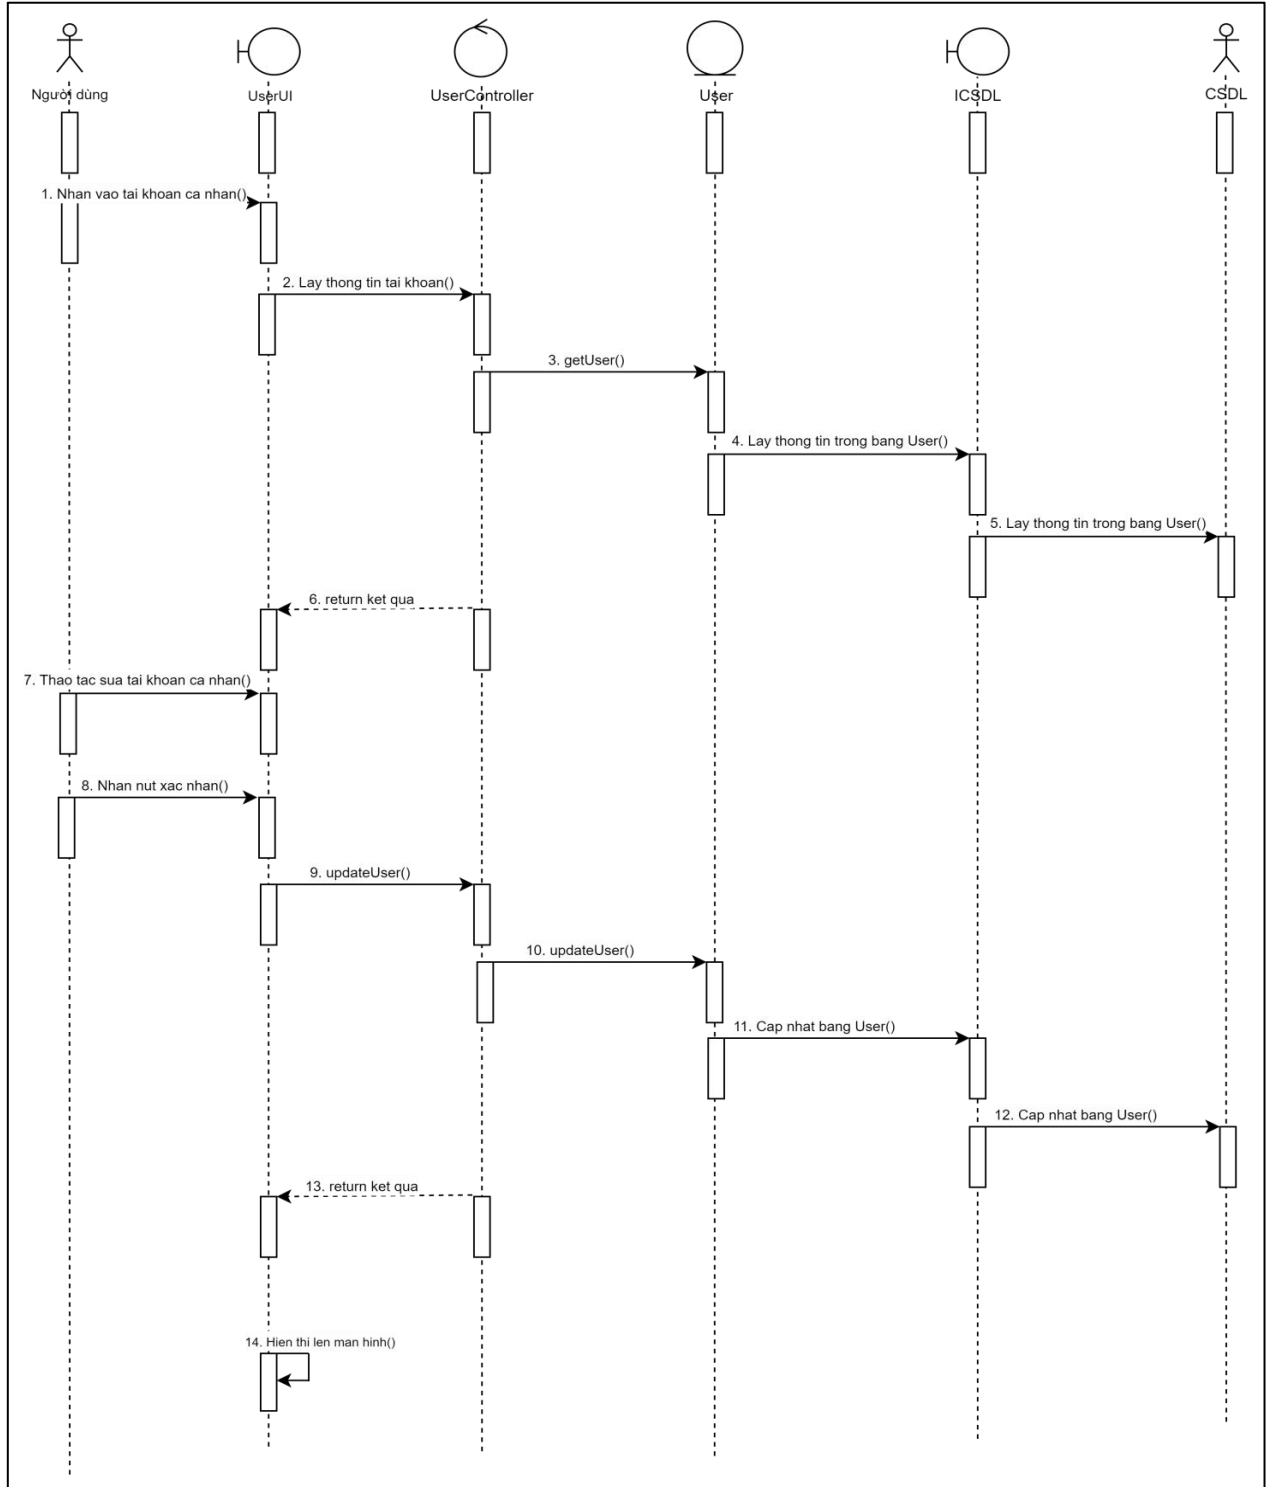 Người dùng
UserUI
UserController
User
ICSDL
CSDL
1. Nhan vao tai khoan ca nhan()
2. Lay thong tin tai khoan()
3. getUser()
4. Lay thong tin trong bang User()
5. Lay thong tin trong bang User()
6. return ket qua
7. Thao tac sua tai khoan ca nhan()
8. Nhan nut xac nhan()
9. updateUser()
10. updateUser()
11. Cap nhat bang User()
12. Cap nhat bang User()
13. return ket qua
14. Hien thi len man hinh()